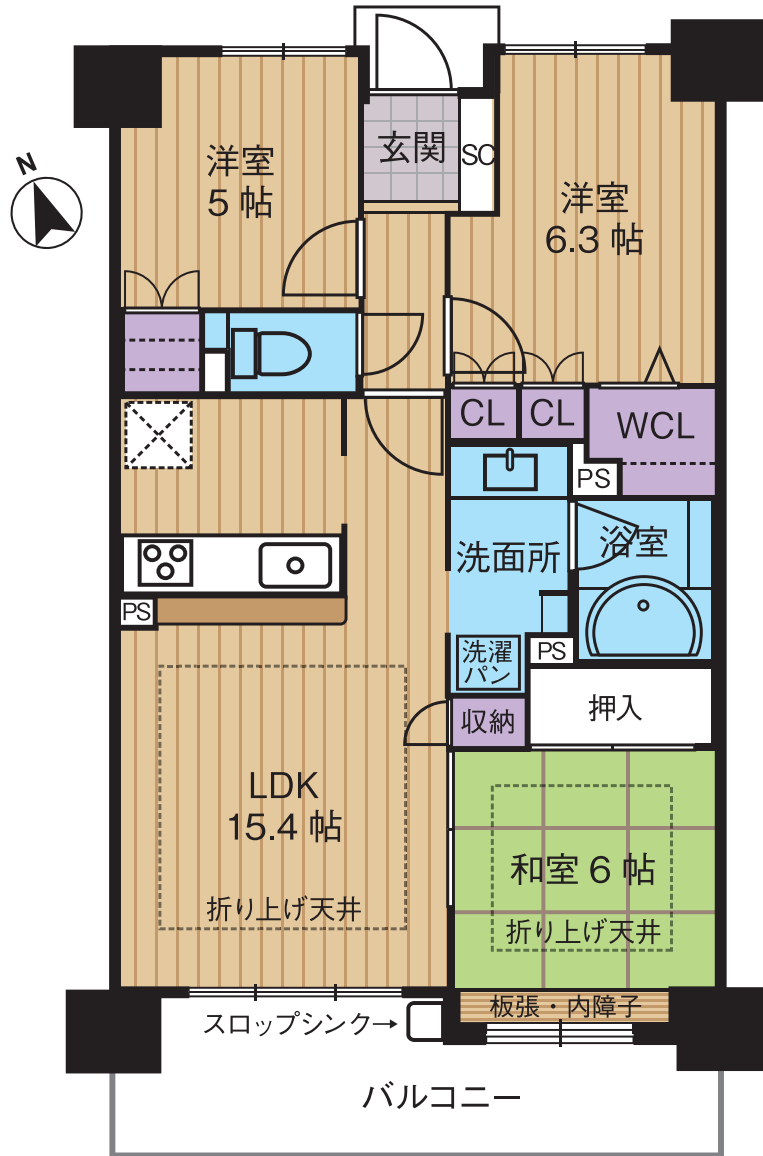 玄関
SC
洋室
5 帖
N
洋室
6.3 帖
CL
CL
WCL
PS
洗面所
浴室
PS
洗濯
パン
PS
収納
押入
LDK
15.4 帖
折り上げ天井
和室 6 帖
折り上げ天井
板張・内障子
スロップシンク→
バルコニー